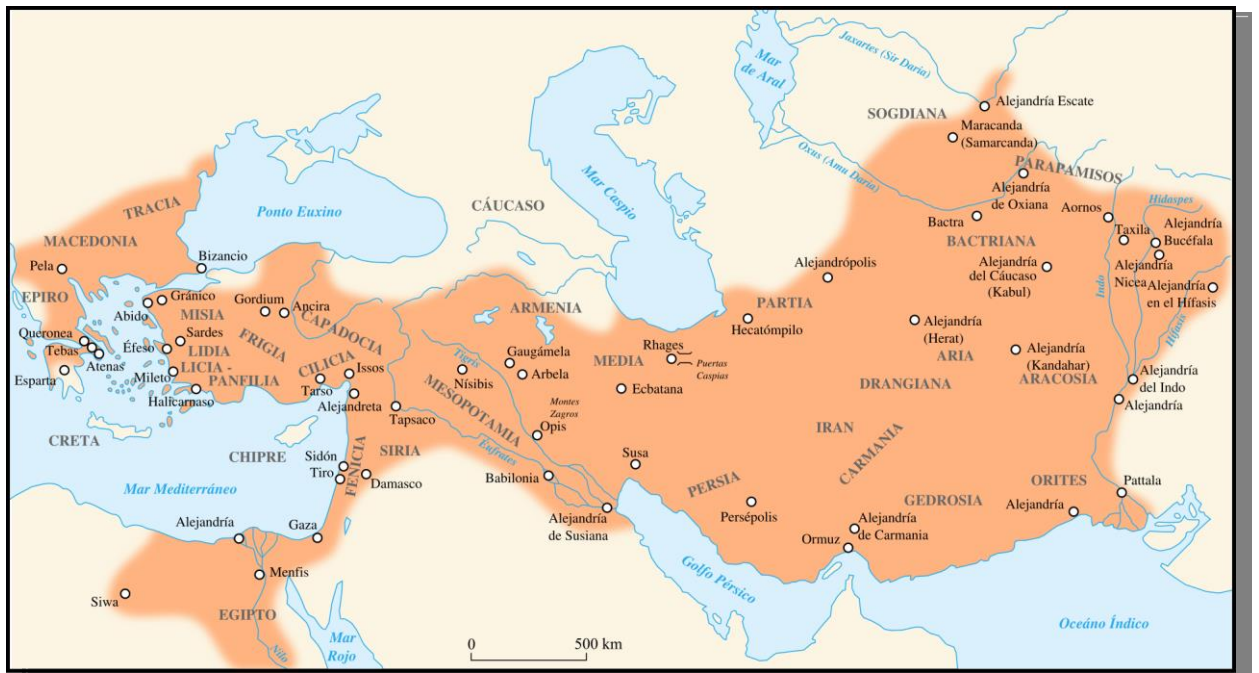 Mar
de Aral
Jaxartes (Sir Daria)
SOGDIANA
Alejandría Escate
Maracanda
(Samarcanda)
Oxus (Amu Daria)
PARAPAMISOS
Alejandría
de Oxiana
Mar Caspio
TRACIA
Ponto Euxino
CÁUCASO
Bactra
BACTRIANA
Aornos
Hidaspes
Taxila
Alejandría
Bucéfala
MACEDONIA
Bizancio
Pela
Alejandrópolis
Alejandría
del Cáucaso
(Kabul)
Indo
Alejandría
Nicea
Alejandría
en el Hífasis
Hífasis
EPIRO
Gránico
Abido
MISIA
Gordium
Ancira
CAPADOCIA
ARMENIA
PARTIA
Hecatómpilo
Alejandría
(Herat)
ARIA
Alejandría
(Kandahar)
ARACOSIA
Queronea
Tebas
Atenas
Esparta
Sardes
Éfeso
LIDIA
FRIGIA
Mileto
LICIA -
PANFILIA
Halicarnaso
CILICIA
Issos
Tarso
Alejandreta
Tapsaco
Tigris
Nísibis
Gaugámela
Arbela
MESOPOTAMIA
MEDIA
Rhages
Puertas
Caspias
Ecbatana
Montes
Zagros
Opis
DRANGIANA
Alejandría
del Indo
Alejandría
CRETA
CHIPRE
Sidón
Tiro
FENICIA
SIRIA
Damasco
Éufrates
Babilonia
Susa
IRAN
CARMANIA
PERSIA
Persépolis
GEDROSIA
ORITES
Pattala
Mar Mediterráneo
Alejandría
Gaza
Alejandría
de Susiana
Alejandría
de Carmania
Ormuz
Alejandría
Menfis
Siwa
EGIPTO
Nilo
Mar
Rojo
Golfo Pérsico
Océano Índico
0
500 km